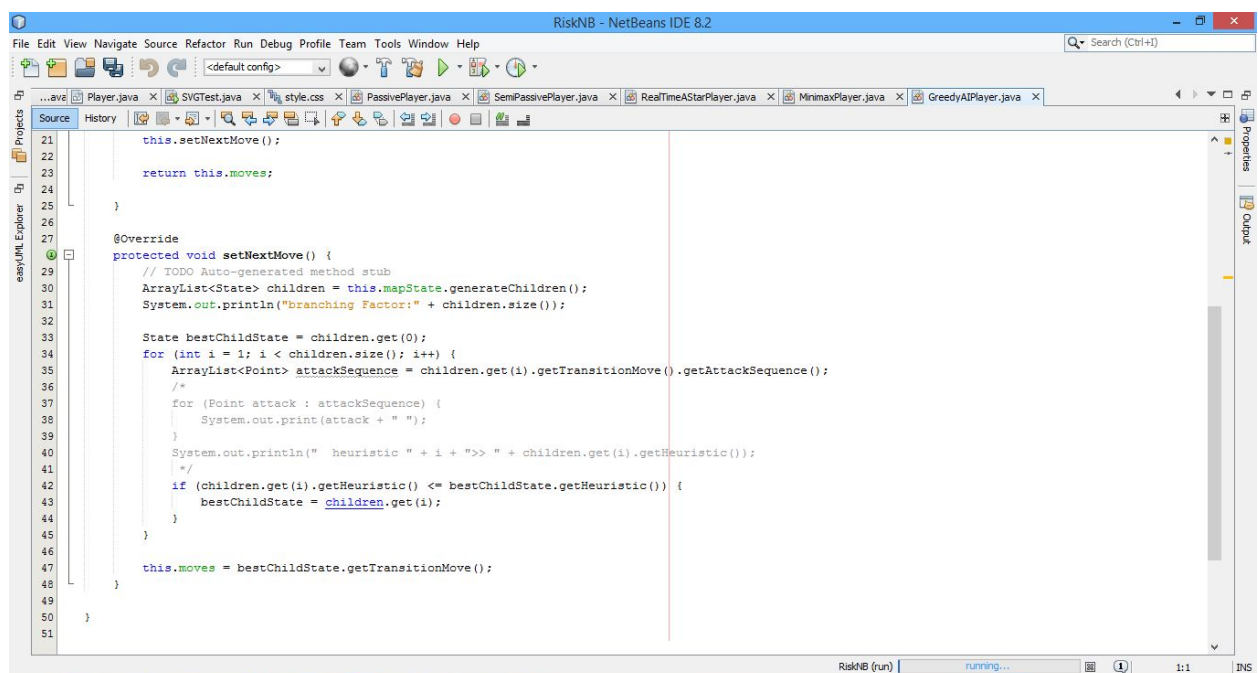 RiskNB - NetBeans IDE 8.2
File Edit View Navigate Source Refactor Run Debug Profile Team Tools Window Help
Search (Ctrl+I)
<default config>
...ava Player.java SVGTest.java style.css PassivePlayer.java SemiPassivePlayer.java RealTimeAStarPlayer.java MinimaxPlayer.java GreedyAIPlayer.java
Source History
Projects
easyUML Explorer
Properties
Output
21 this.setNextMove();
22
23 return this.moves;
24
25 }
26
27 @Override
protected void setNextMove() {
29 // TODO Auto-generated method stub
30 ArrayList<State> children = this.mapState.generateChildren();
31 System.out.println("branching Factor:" + children.size());
32
33 State bestChildState = children.get(0);
34 for (int i = 1; i < children.size(); i++) {
35 ArrayList<Point> attackSequence = children.get(i).getTransitionMove().getAttackSequence();
36 /*
37 for (Point attack : attackSequence) {
38 System.out.print(attack + " ");
39 }
40 System.out.println("  heuristic " + i + ">> " + children.get(i).getHeuristic());
41 */
42 if (children.get(i).getHeuristic() <= bestChildState.getHeuristic()) {
43 bestChildState = children.get(i);
44 }
45 }
46
47 this.moves = bestChildState.getTransitionMove();
48 }
49
50 }
51
RiskNB (run) running... 1 1:1 INS